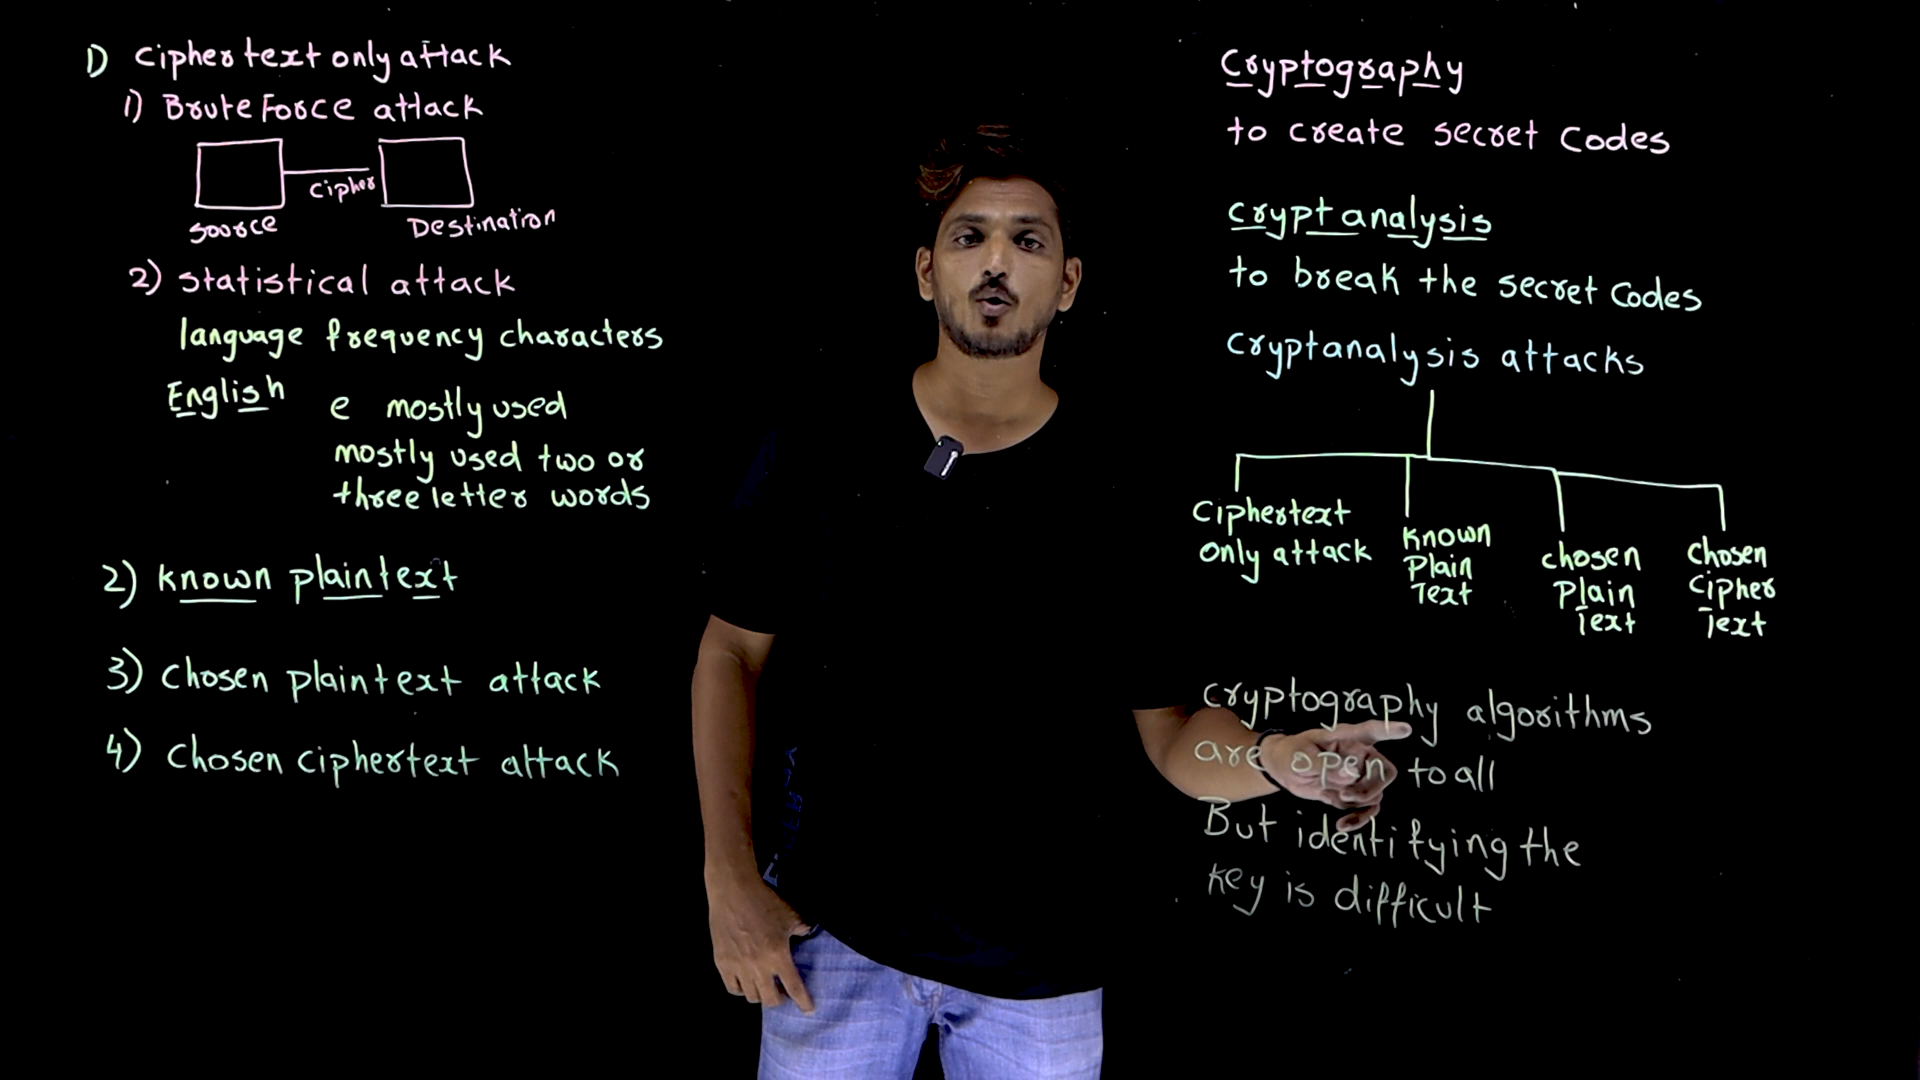 1) Ciphertext only attack
1) BruteForce attack
Cipher
Source
Destination
2) Statistical attack
language frequency characters
English e mostly used
mostly used two or
three letter words
2) known plaintext
3) Chosen plaintext attack
4) Chosen ciphertext attack
Cryptography
to create secret Codes
cryptanalysis
to break the secret Codes
cryptanalysis attacks
Ciphertext
Only attack
Known
Plain
Text
Chosen
Plain
Text
Chosen
Cipher
Text
Cryptography algorithms
are open to all
But identifying the
key is difficult